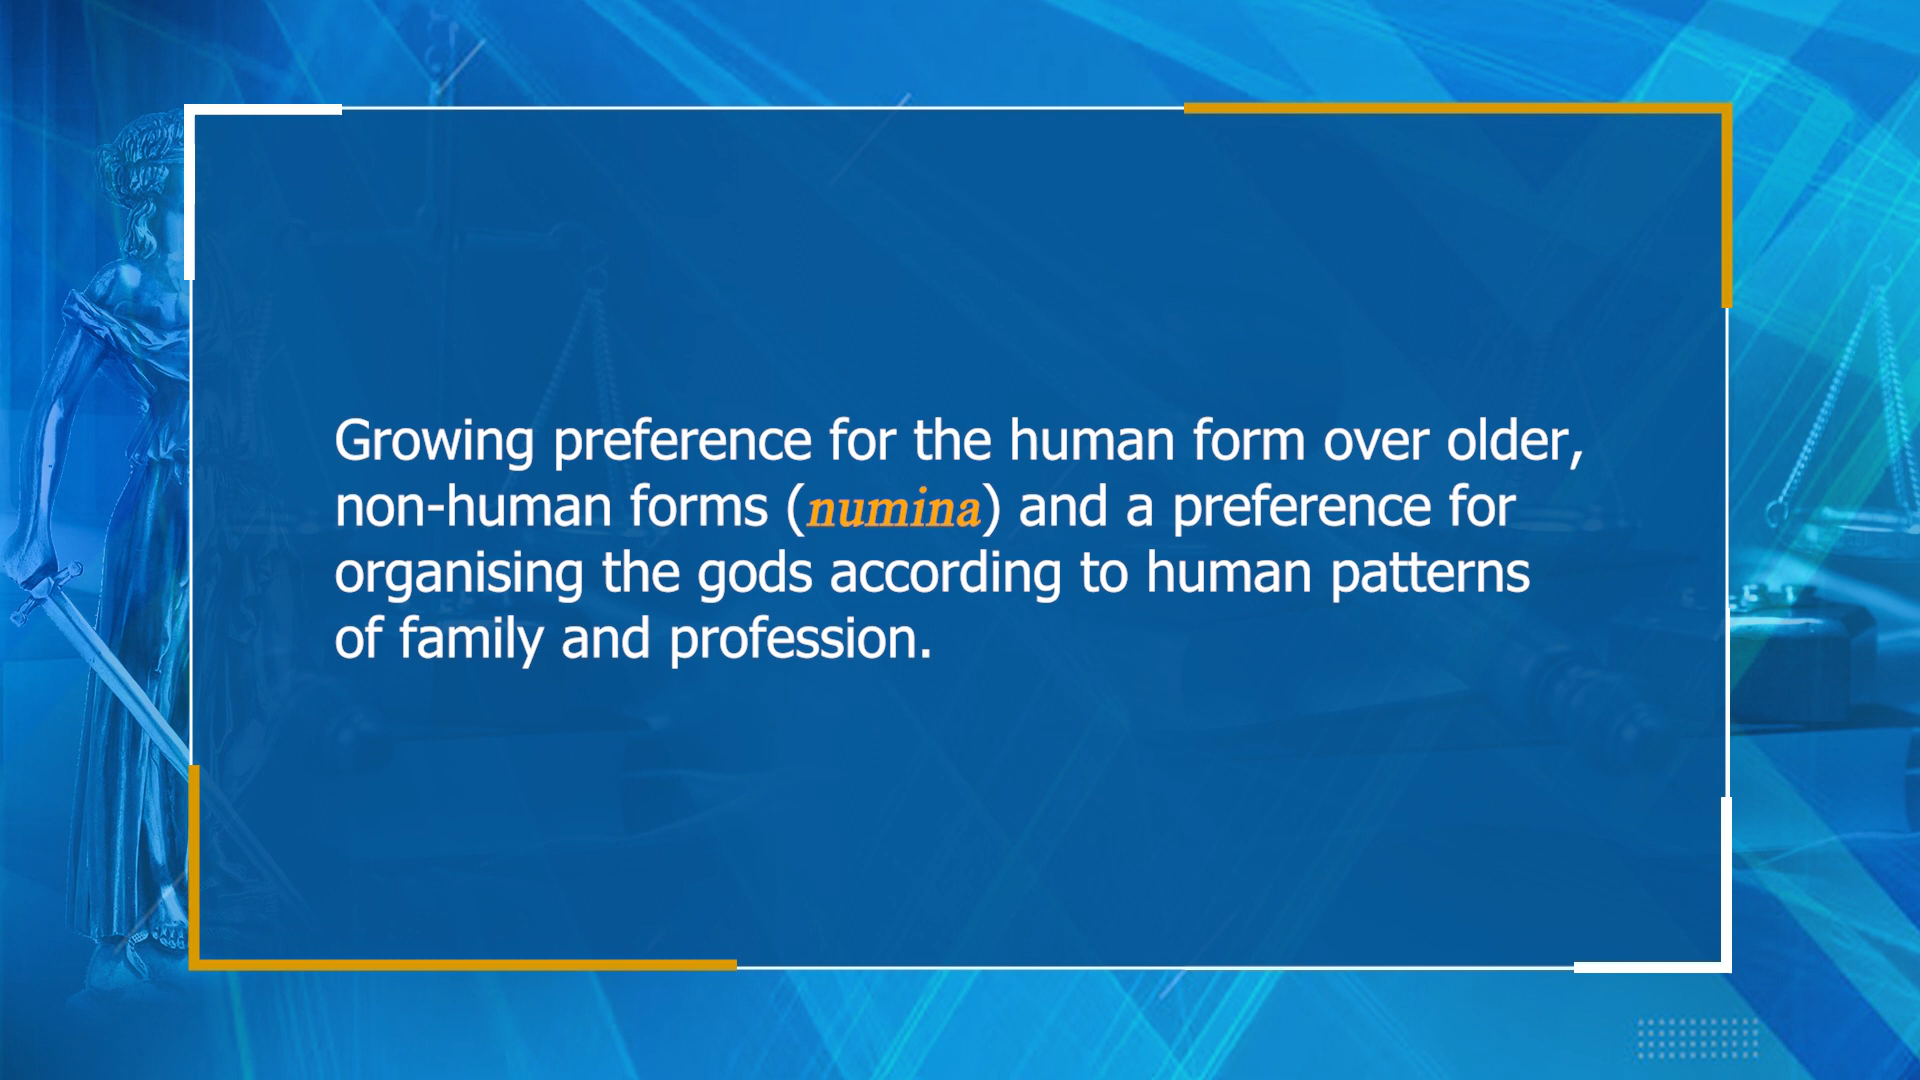 Growing preference for the human form over older,
non-human forms (numina) and a preference for
organising the gods according to human patterns
of family and profession.